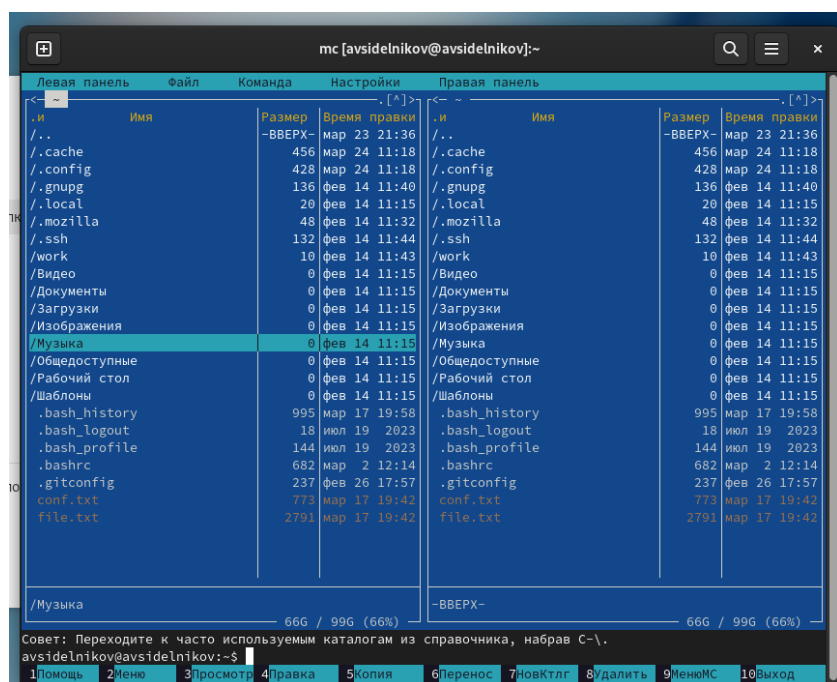 mc [avsidelnikov@avsidelnikov]:~
Левая панель Файл Команда Настройки Правая панель
<- ~ .[^]> <- ~ .[^]>
.и Имя Размер Время правки .и Имя Размер Время правки
/.. -ВВЕРХ- мар 23 21:36 /.. -ВВЕРХ- мар 23 21:36
/.cache 456 мар 24 11:18 /.cache 456 мар 24 11:18
/.config 428 мар 24 11:18 /.config 428 мар 24 11:18
/.gnupg 136 фев 14 11:40 /.gnupg 136 фев 14 11:40
/.local 20 фев 14 11:15 /.local 20 фев 14 11:15
/.mozilla 48 фев 14 11:32 /.mozilla 48 фев 14 11:32
/.ssh 132 фев 14 11:44 /.ssh 132 фев 14 11:44
/work 10 фев 14 11:43 /work 10 фев 14 11:43
/Видео 0 фев 14 11:15 /Видео 0 фев 14 11:15
/Документы 0 фев 14 11:15 /Документы 0 фев 14 11:15
/Загрузки 0 фев 14 11:15 /Загрузки 0 фев 14 11:15
/Изображения 0 фев 14 11:15 /Изображения 0 фев 14 11:15
/Музыка 0 фев 14 11:15 /Музыка 0 фев 14 11:15
/Общедоступные 0 фев 14 11:15 /Общедоступные 0 фев 14 11:15
/Рабочий стол 0 фев 14 11:15 /Рабочий стол 0 фев 14 11:15
/Шаблоны 0 фев 14 11:15 /Шаблоны 0 фев 14 11:15
.bash_history 995 мар 17 19:58 .bash_history 995 мар 17 19:58
.bash_logout 18 июл 19 2023 .bash_logout 18 июл 19 2023
.bash_profile 144 июл 19 2023 .bash_profile 144 июл 19 2023
.bashrc 682 мар 2 12:14 .bashrc 682 мар 2 12:14
.gitconfig 237 фев 26 17:57 .gitconfig 237 фев 26 17:57
conf.txt 773 мар 17 19:42 conf.txt 773 мар 17 19:42
file.txt 2791 мар 17 19:42 file.txt 2791 мар 17 19:42
/Музыка -ВВЕРХ-
66G / 99G (66%) 66G / 99G (66%)
Совет: Переходите к часто используемым каталогам из справочника, набрав C-\.
avsidelnikov@avsidelnikov:~$
1Помощь 2Меню 3Просмотр 4Правка 5Копия 6Перенос 7НовКтлг 8Удалить 9МенюMC 10Выход